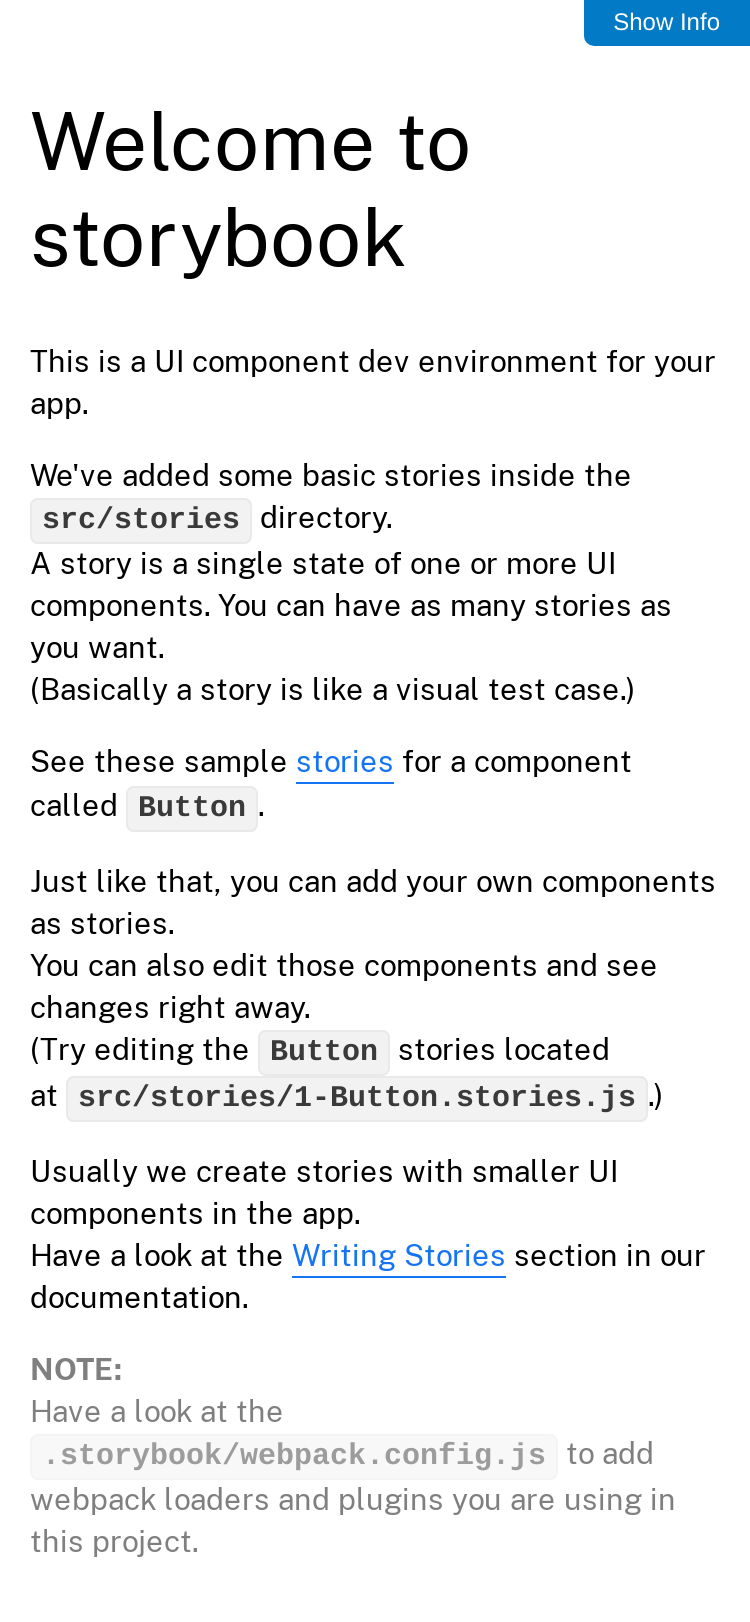 Show Info
Welcome to
storybook
This is a UI component dev environment for your
app.
We've added some basic stories inside the
src/stories directory.
A story is a single state of one or more UI
components. You can have as many stories as
you want.
(Basically a story is like a visual test case.)
See these sample stories for a component
called Button.
Just like that, you can add your own components
as stories.
You can also edit those components and see
changes right away.
(Try editing the Button stories located
at src/stories/1-Button.stories.js.)
Usually we create stories with smaller UI
components in the app.
Have a look at the Writing Stories section in our
documentation.
NOTE:
Have a look at the
.storybook/webpack.config.js to add
webpack loaders and plugins you are using in
this project.